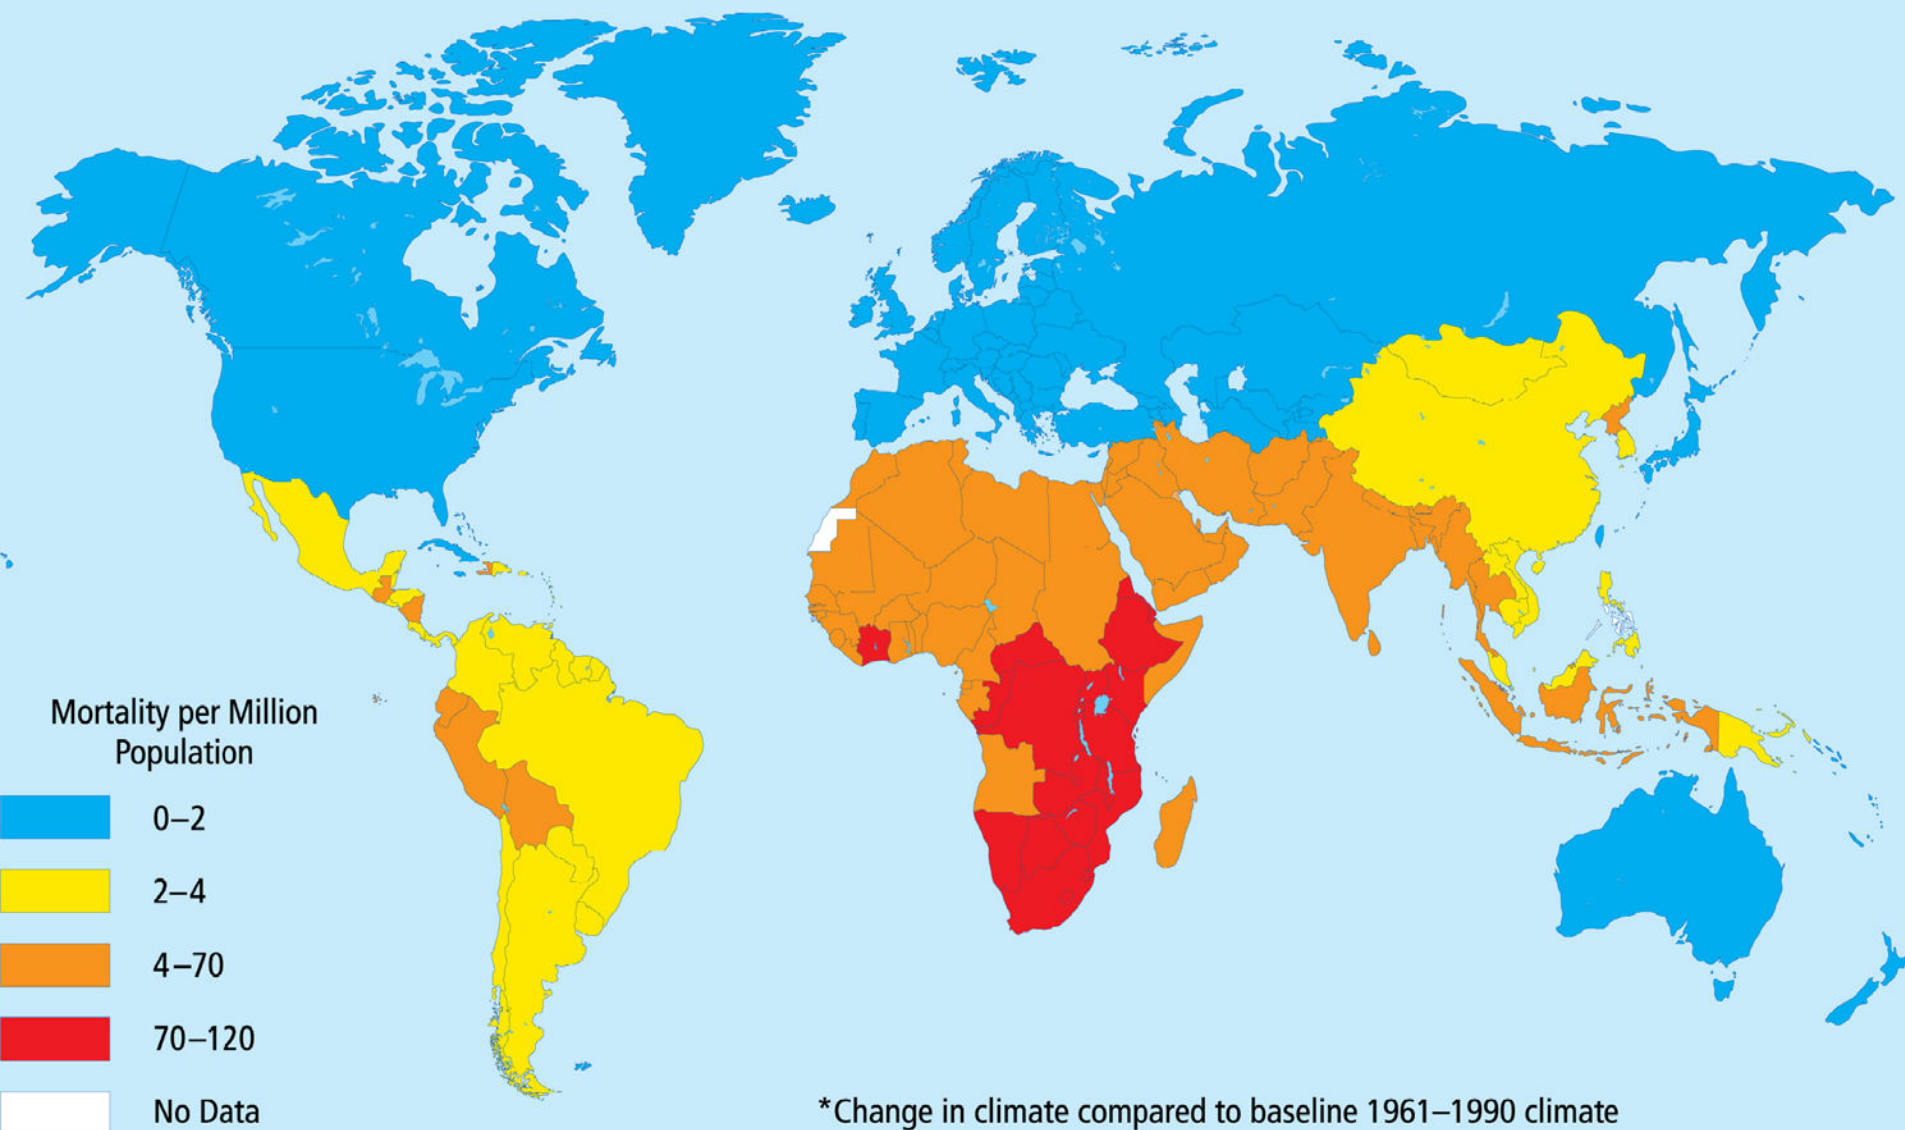 Mortality per Million
Population
0–2
2–4
4–70
70–120
No Data
*Change in climate compared to baseline 1961–1990 climate